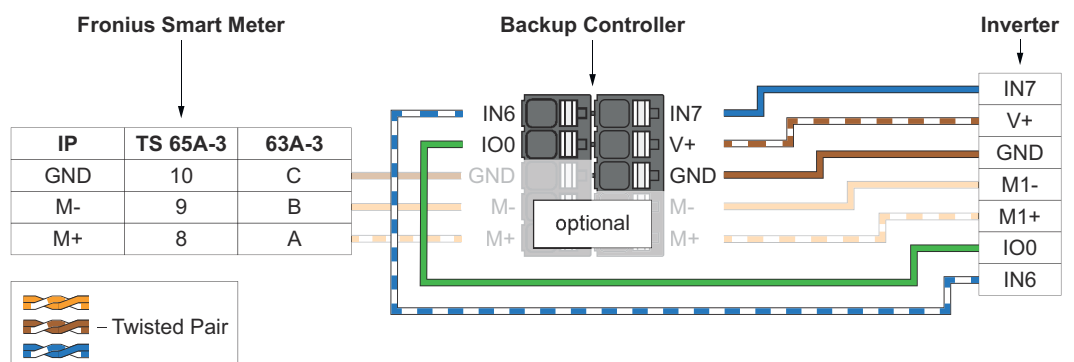 Fronius Smart Meter
Backup Controller
Inverter
IP TS 65A-3 63A-3
GND 10 C
M- 9 B
M+ 8 A
IN6 IN7
IO0 V+
GND GND
M- M-
M+ M+
optional
IN7
V+
GND
M1-
M1+
IO0
IN6
– Twisted Pair